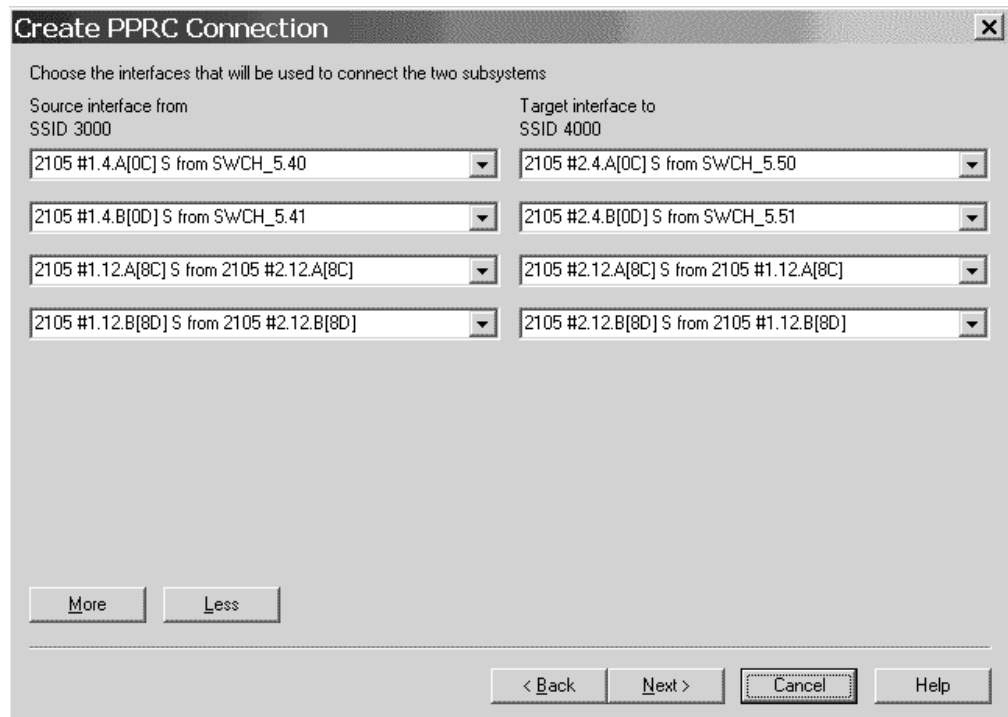 Create PPRC Connection
Choose the interfaces that will be used to connect the two subsystems
Source interface from
SSID 3000
Target interface to
SSID 4000
2105 #1.4.A[0C] S from SWCH_5.40
2105 #2.4.A[0C] S from SWCH_5.50
2105 #1.4.B[0D] S from SWCH_5.41
2105 #2.4.B[0D] S from SWCH_5.51
2105 #1.12.A[8C] S from 2105 #2.12.A[8C]
2105 #2.12.A[8C] S from 2105 #1.12.A[8C]
2105 #1.12.B[8D] S from 2105 #2.12.B[8D]
2105 #2.12.B[8D] S from 2105 #1.12.B[8D]
More
Less
< Back
Next >
Cancel
Help